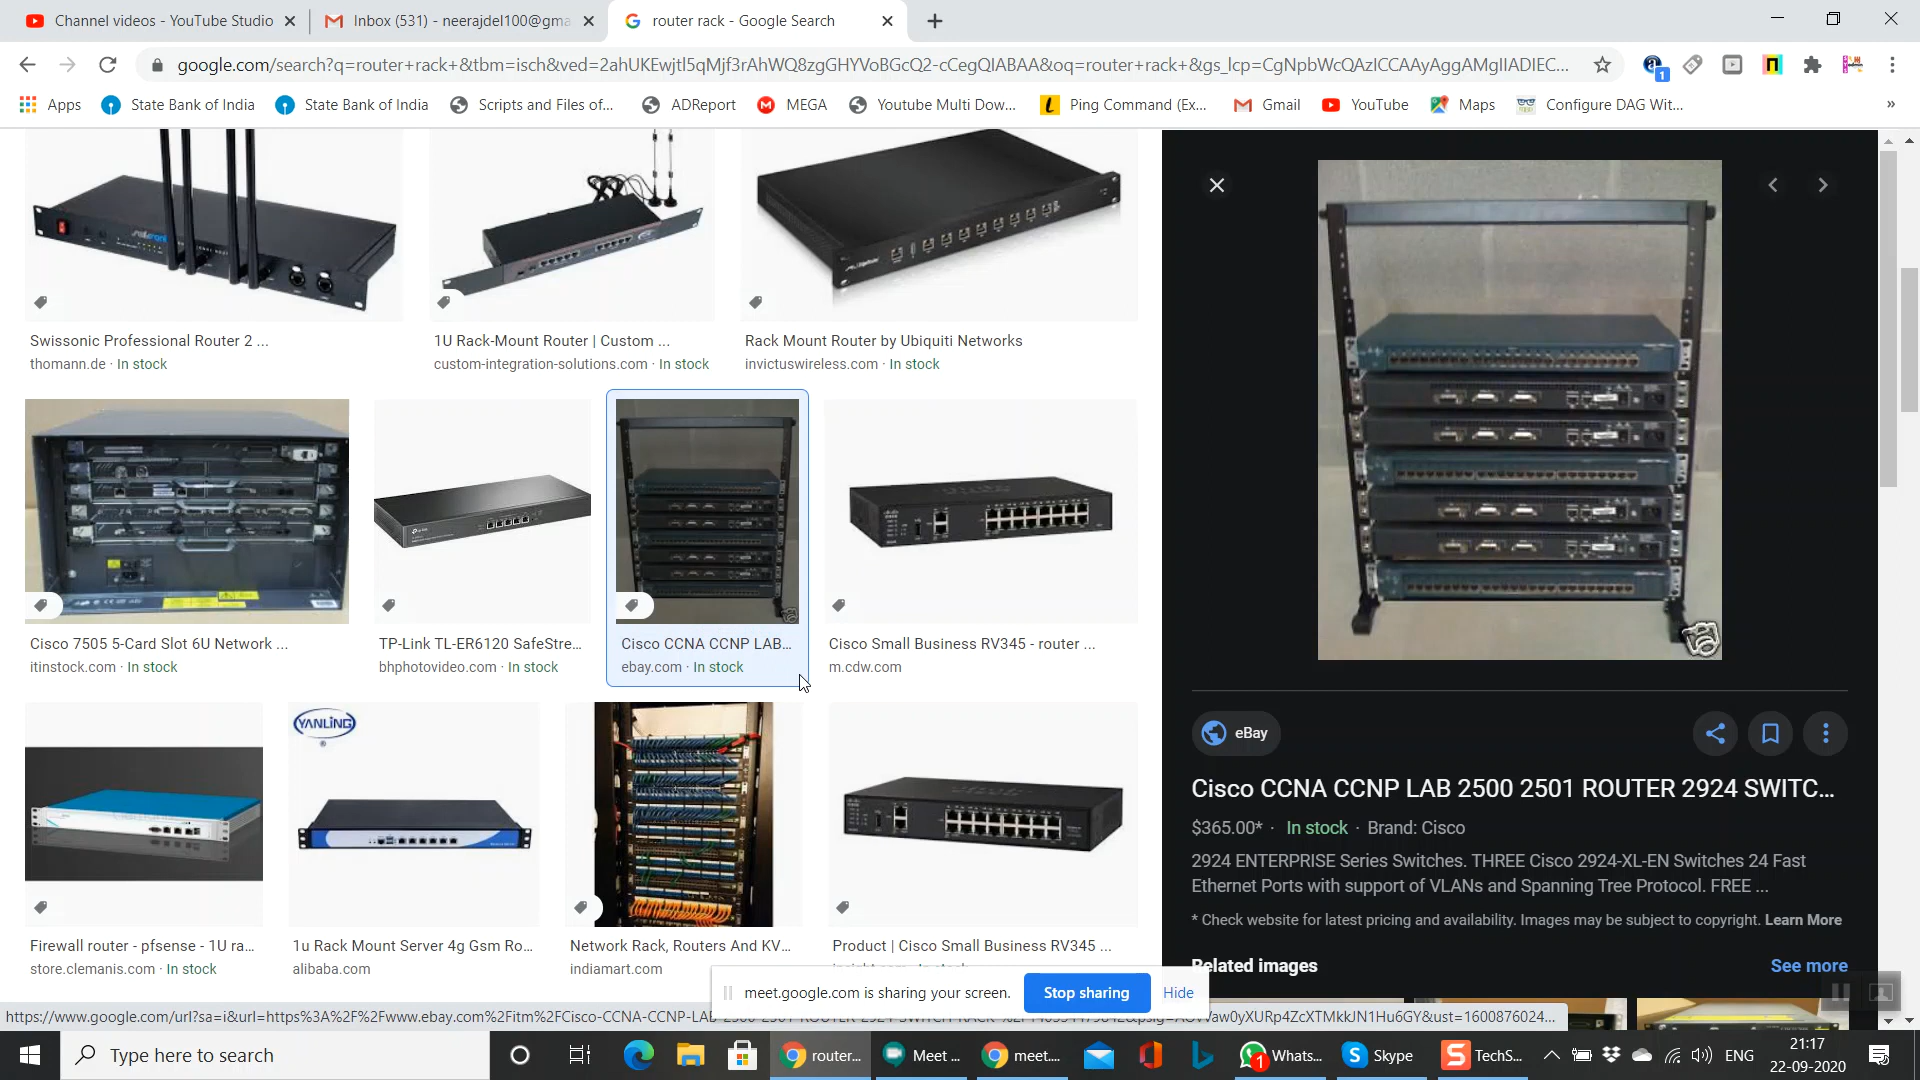 Channel videos - YouTube Studio
Inbox (531) - neerajdel100@gma
router rack - Google Search
google.com/search?q=router+rack+&tbm=isch&ved=2ahUKEwjtl5qMjf3rAhWQ8zgGHYVoBGcQ2-cCegQIABAA&oq=router+rack+&gs_lcp=CgNpbWcQAzICCAAyAggAMgIIADIEC...
Apps
State Bank of India
State Bank of India
Scripts and Files of...
ADReport
MEGA
Youtube Multi Dow...
Ping Command (Ex...
Gmail
YouTube
Maps
Configure DAG Wit...
Swissonic Professional Router 2 ...
thomann.de · In stock
1U Rack-Mount Router | Custom ...
custom-integration-solutions.com · In stock
Rack Mount Router by Ubiquiti Networks
invictuswireless.com · In stock
Cisco 7505 5-Card Slot 6U Network ...
itinstock.com · In stock
TP-Link TL-ER6120 SafeStre...
bhphotovideo.com · In stock
Cisco CCNA CCNP LAB...
ebay.com · In stock
Cisco Small Business RV345 - router ...
m.cdw.com
YANLING
Firewall router - pfsense - 1U ra...
store.clemanis.com · In stock
1u Rack Mount Server 4g Gsm Ro...
alibaba.com
Network Rack, Routers And KV...
indiamart.com
Product | Cisco Small Business RV345 ...
eBay
Cisco CCNA CCNP LAB 2500 2501 ROUTER 2924 SWITC...
$365.00* · In stock · Brand: Cisco
2924 ENTERPRISE Series Switches. THREE Cisco 2924-XL-EN Switches 24 Fast
Ethernet Ports with support of VLANs and Spanning Tree Protocol. FREE ...
* Check website for latest pricing and availability. Images may be subject to copyright. Learn More
Related images
See more
meet.google.com is sharing your screen.
Stop sharing
Hide
Type here to search
router...
Meet ...
meet....
1
Whats...
Skype
TechS...
ENG
21:17
22-09-2020